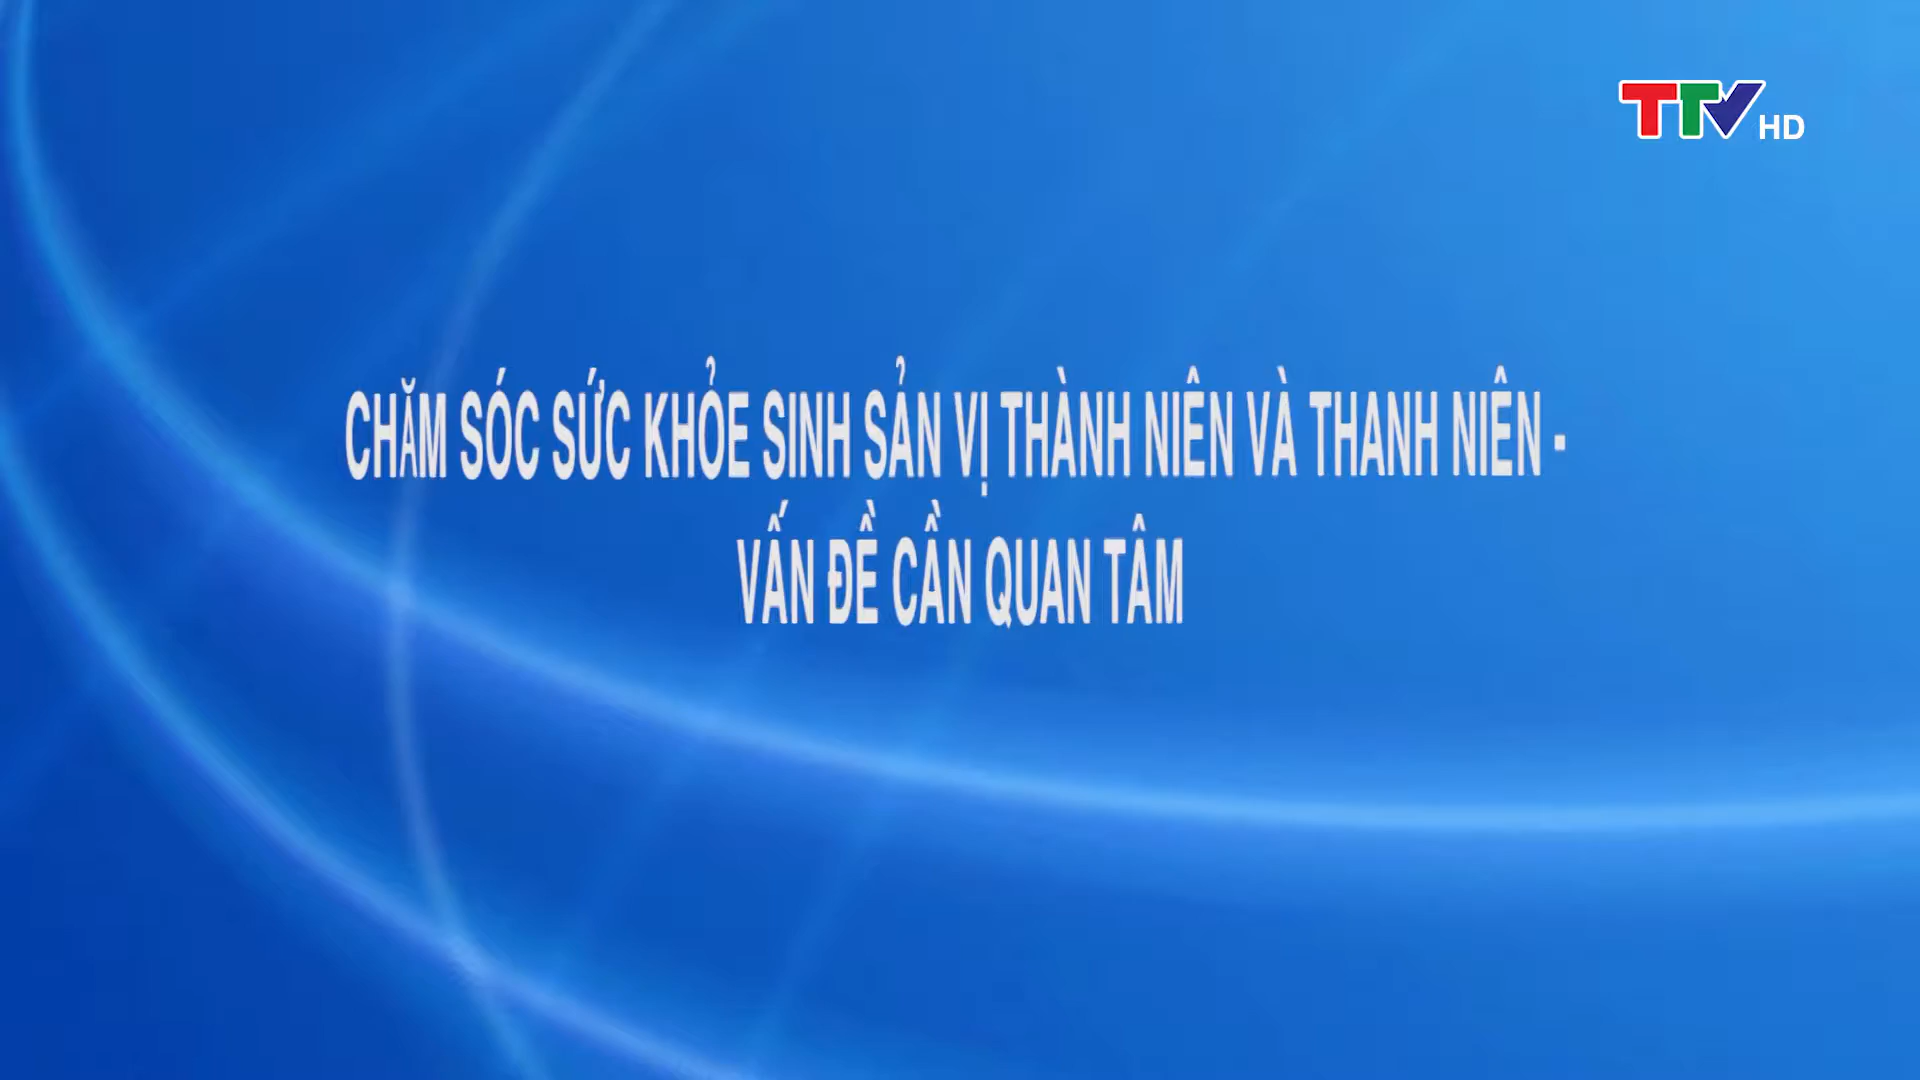 TTV HD
CHĂM SÓC SỨC KHỎE SINH SẢN VỊ THÀNH NIÊN VÀ THANH NIÊN -
VẤN ĐỀ CẦN QUAN TÂM